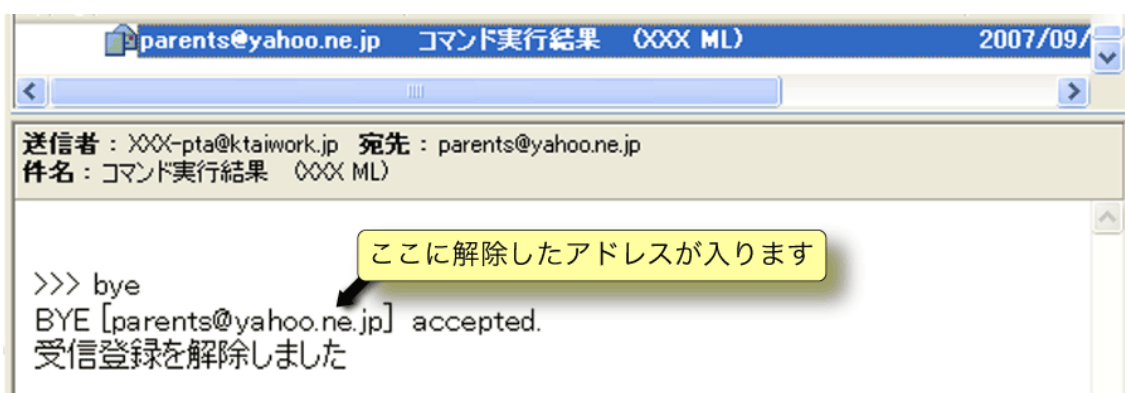 parents@yahoo.ne.jp コマンド実行結果 (XXX ML) 2007/09/
送信者：XXX-pta@ktaiwork.jp 宛先：parents@yahoo.ne.jp
件名：コマンド実行結果 (XXX ML)
ここに解除したアドレスが入ります
>>> bye
BYE [parents@yahoo.ne.jp] accepted.
受信登録を解除しました